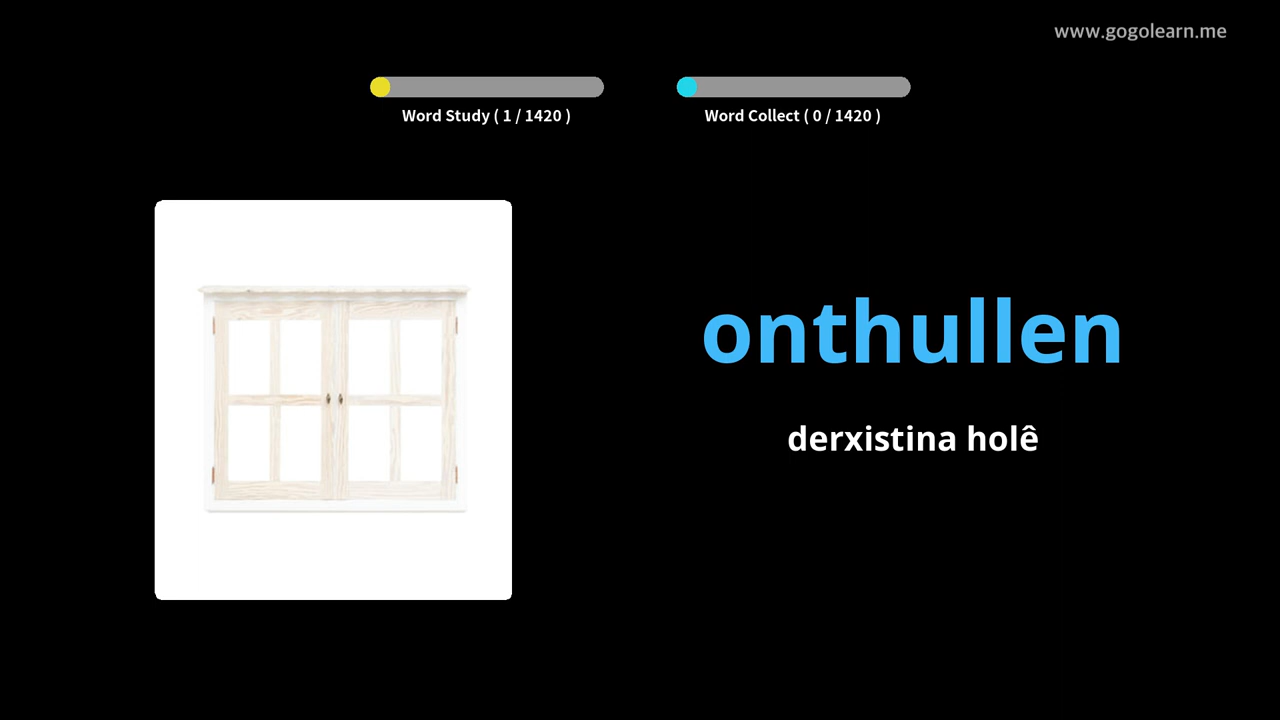 www.gogolearn.me
Word Study ( 1 / 1420 )
Word Collect ( 0 / 1420 )
onthullen
derxistina holê